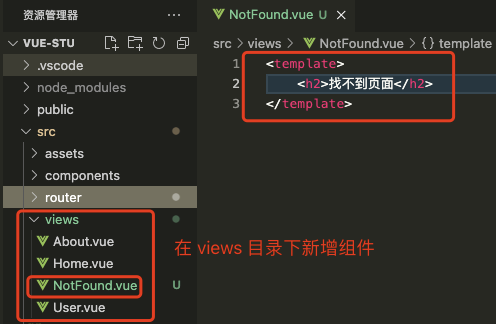 资源管理器
NotFound.vue U
VUE-STU
src > views > NotFound.vue > {} template
.vscode
node_modules
public
src
assets
components
router
views
About.vue
Home.vue
NotFound.vue U
User.vue
1 <template>
2 <h2>找不到页面</h2>
3 </template>
在 views 目录下新增组件